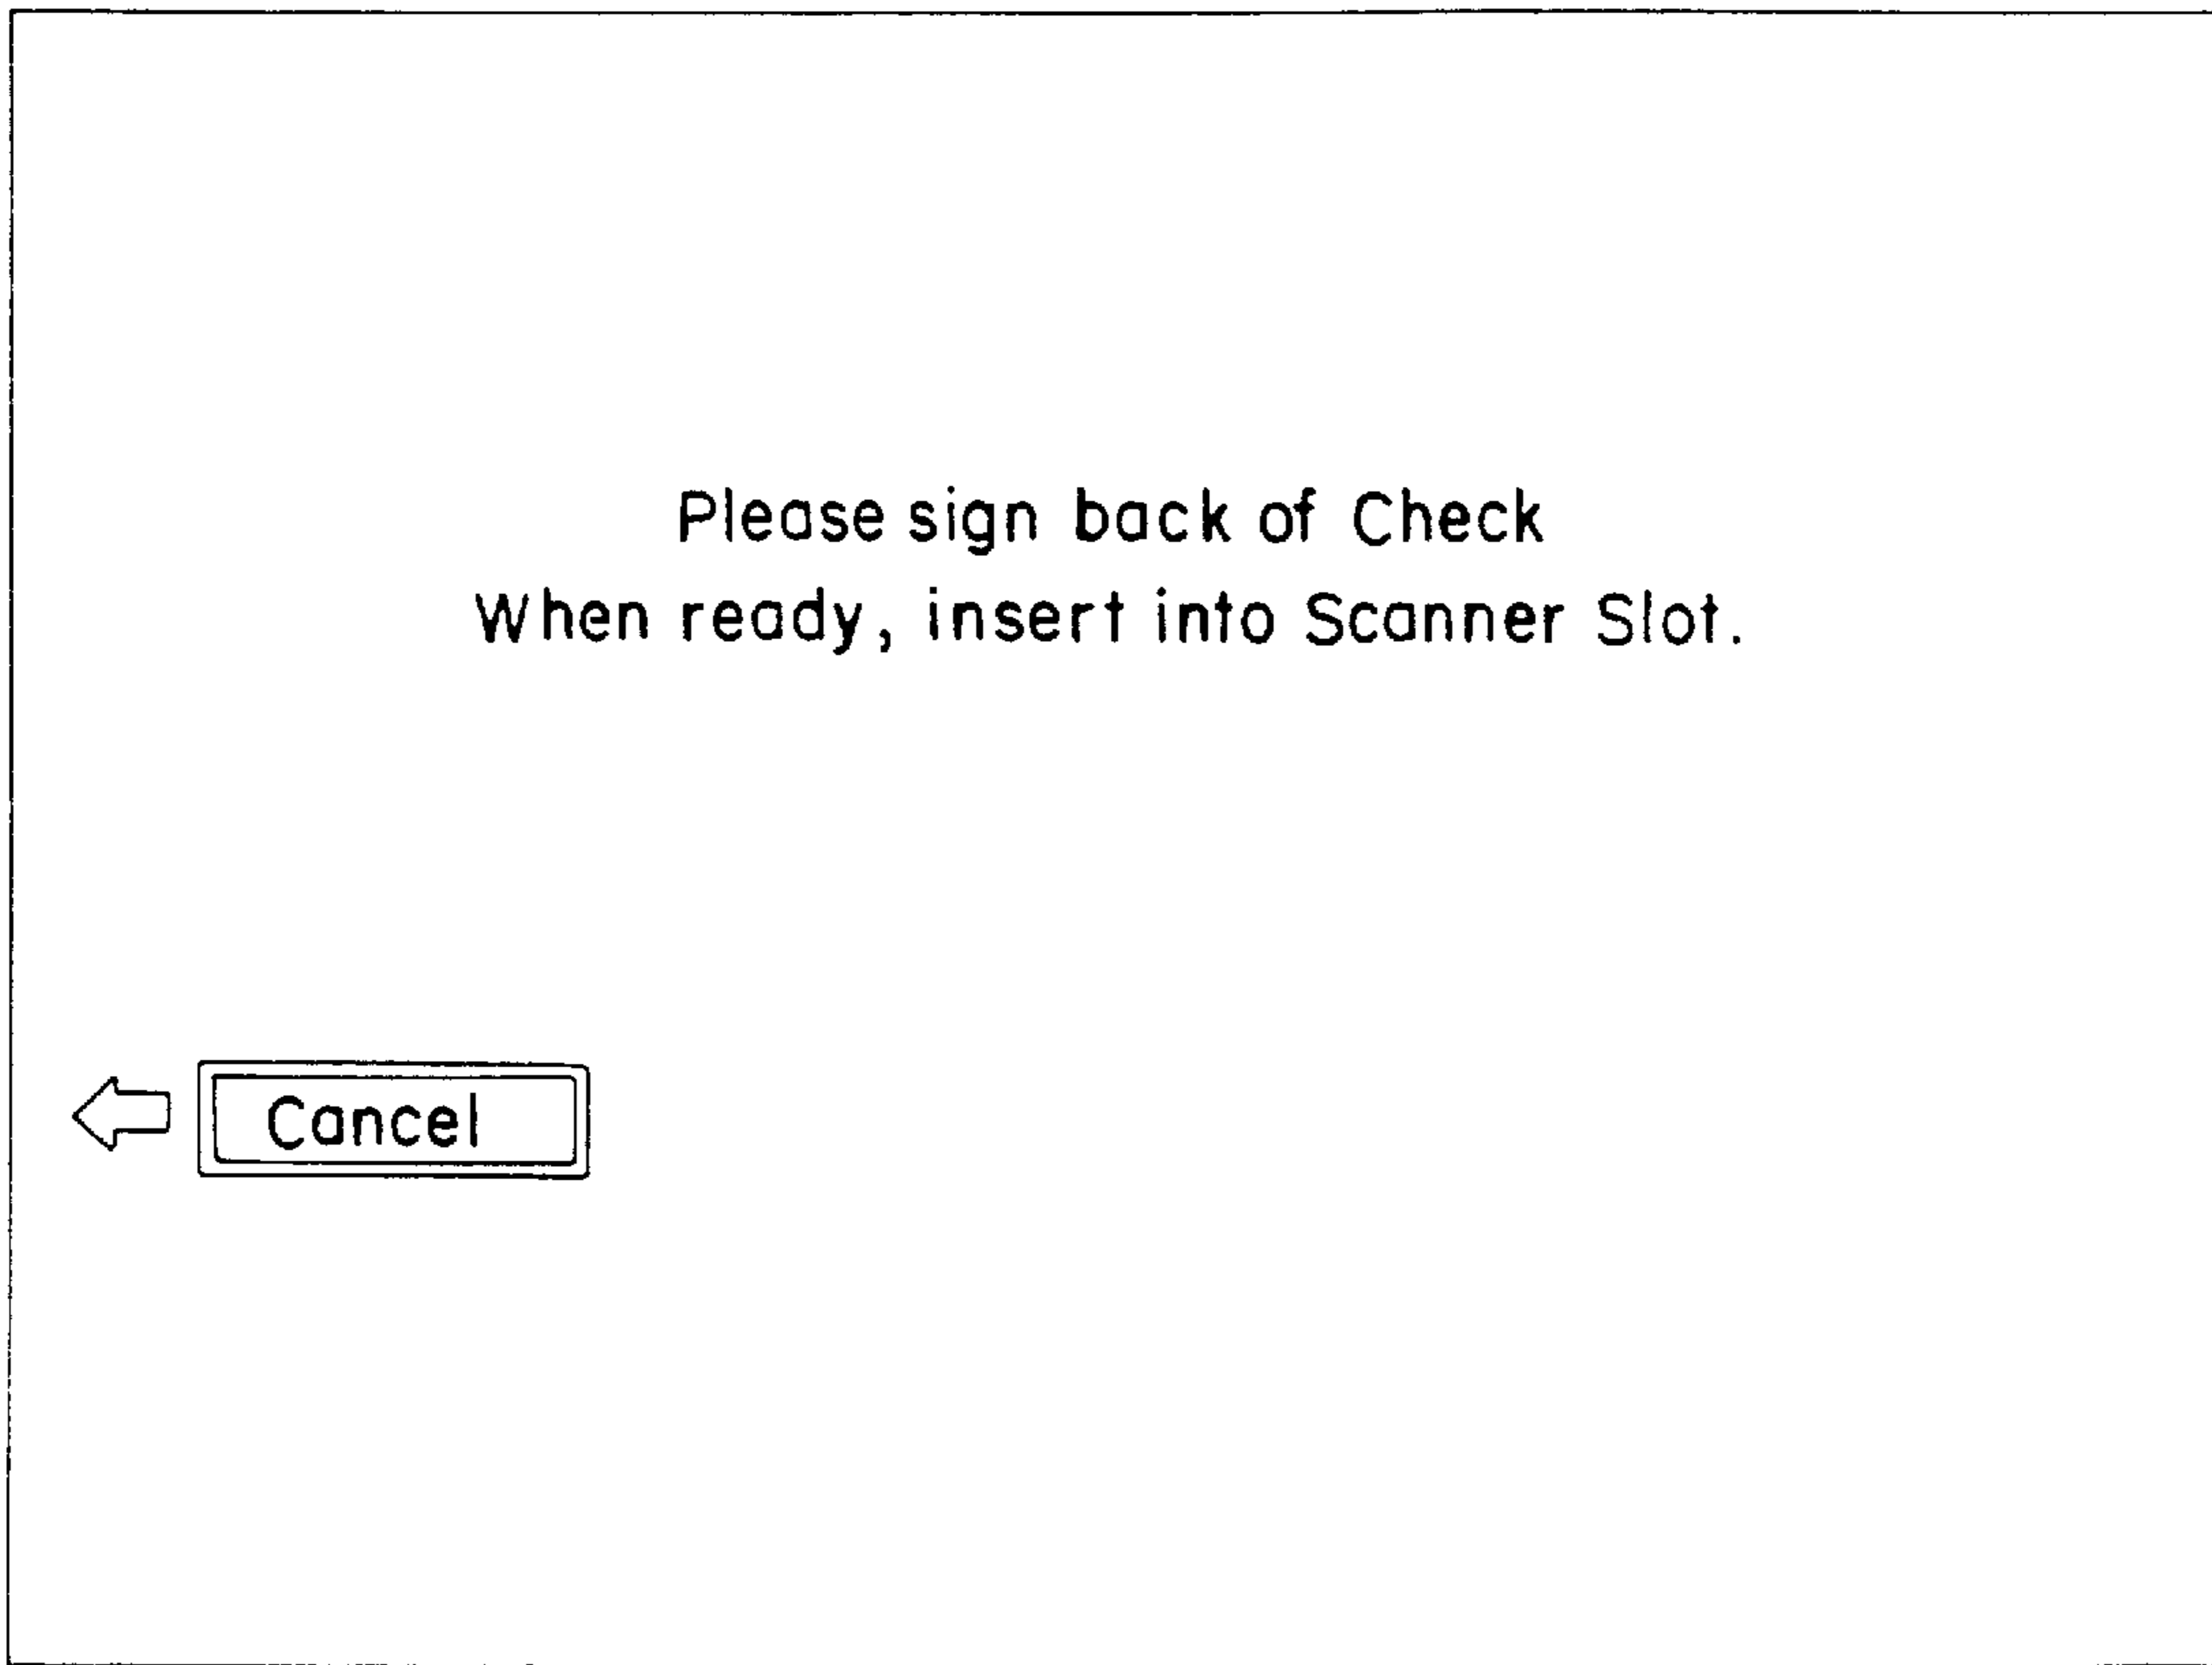 Please sign back of Check
When ready, insert into Scanner Slot.
Cancel